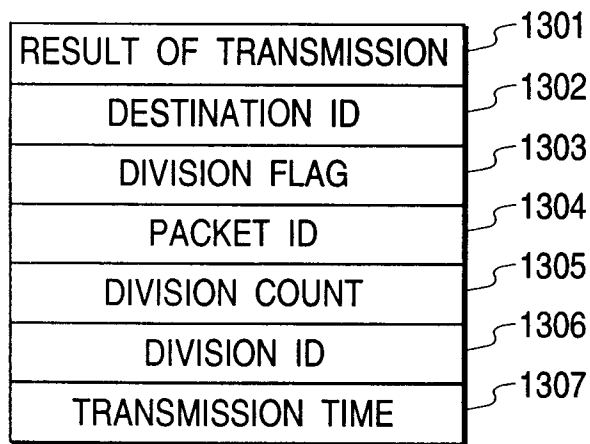 RESULT OF TRANSMISSION 1301
DESTINATION ID 1302
DIVISION FLAG 1303
PACKET ID 1304
DIVISION COUNT 1305
DIVISION ID 1306
TRANSMISSION TIME 1307